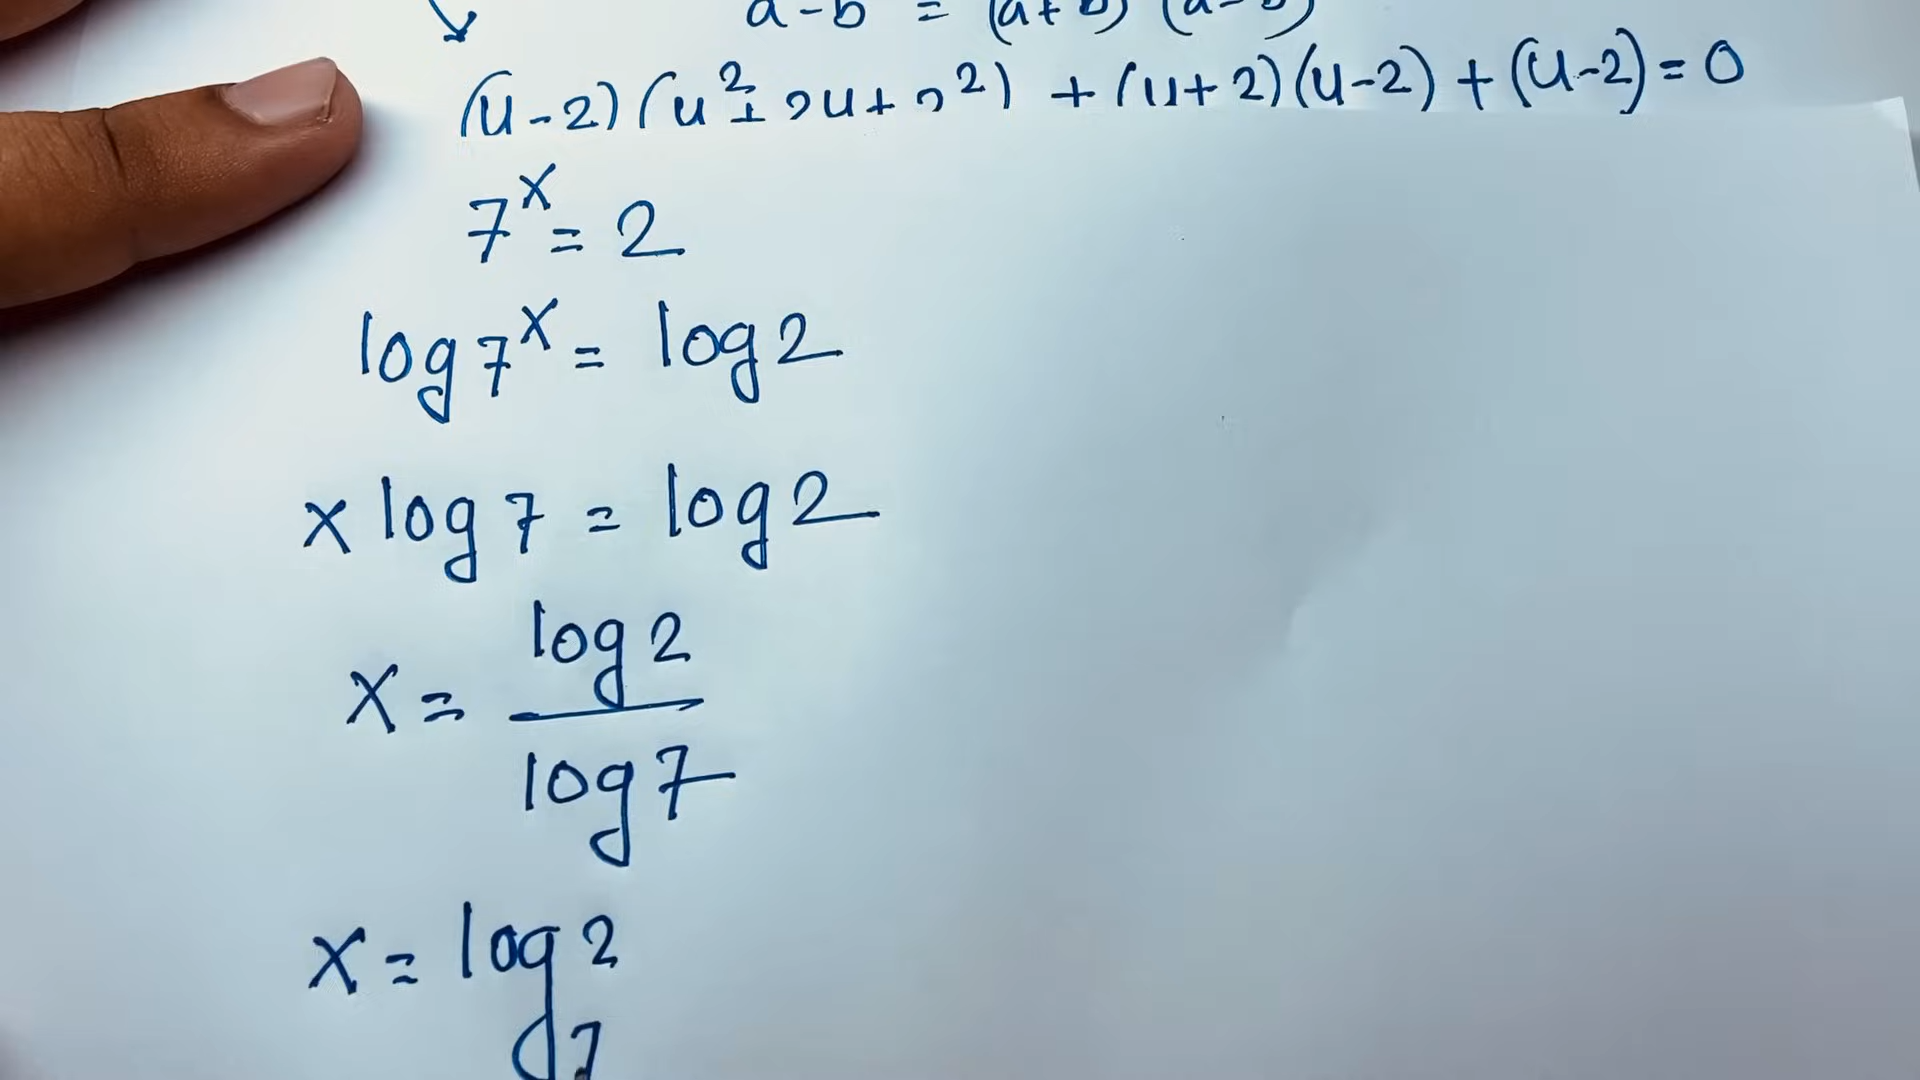 (u-2)(u²+2u+2²) + (u+2)(u-2) + (u-2) = 0
7ˣ = 2
log 7ˣ = log 2
x log 7 = log 2
x = log 2 / log 7
x = log₇ 2